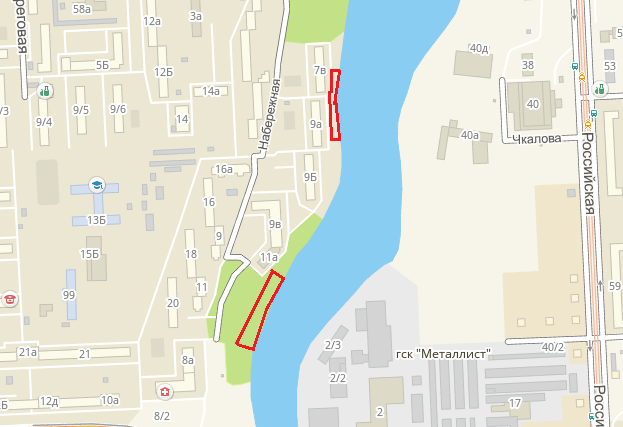 58а
12а
3а
реговая
5Б
12Б
14а
9/4
9/5
9/6
14
Набережная
7в
9а
40д
38
53
40
40а
Чкалова
Российская
16а
9Б
16
13Б
9в
9
15Б
18
11а
99
11
20
59
2/3
гск "Металлист"
40/2
21а
21
8а
2/2
12д
10а
8/2
2
17
Росси